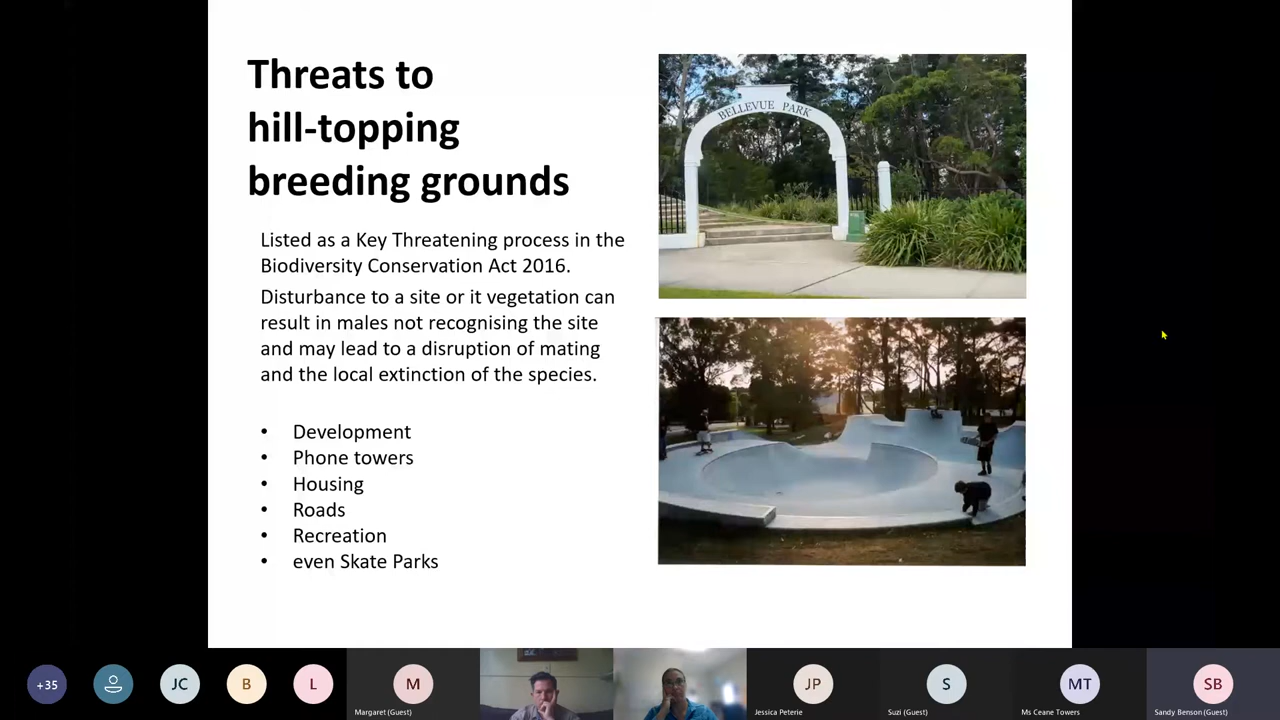 Threats to
hill-topping
breeding grounds
Listed as a Key Threatening process in the
Biodiversity Conservation Act 2016.
Disturbance to a site or it vegetation can
result in males not recognising the site
and may lead to a disruption of mating
and the local extinction of the species.
• Development
• Phone towers
• Housing
• Roads
• Recreation
• even Skate Parks
BELLEVUE PARK
+35
JC
B
L
M
JP
S
MT
SB
Margaret (Guest)
Jessica Peterie
Suzi (Guest)
Ms Ceane Towers
Sandy Benson (Guest)